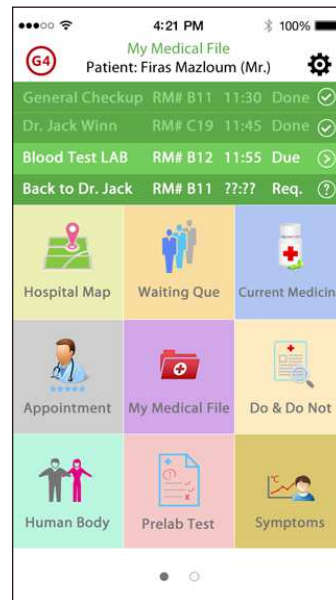 4:21 PM 100%
G4
My Medical File
Patient: Firas Mazloum (Mr.)
General Checkup RM# B11 11:30 Done
Dr. Jack Winn RM# C19 11:45 Done
Blood Test LAB RM# B12 11:55 Due
Back to Dr. Jack RM# B11 ??:?? Req. ?
Hospital Map Waiting Que Current Medicin
Appointment My Medical File Do & Do Not
Human Body Prelab Test Symptoms
°C